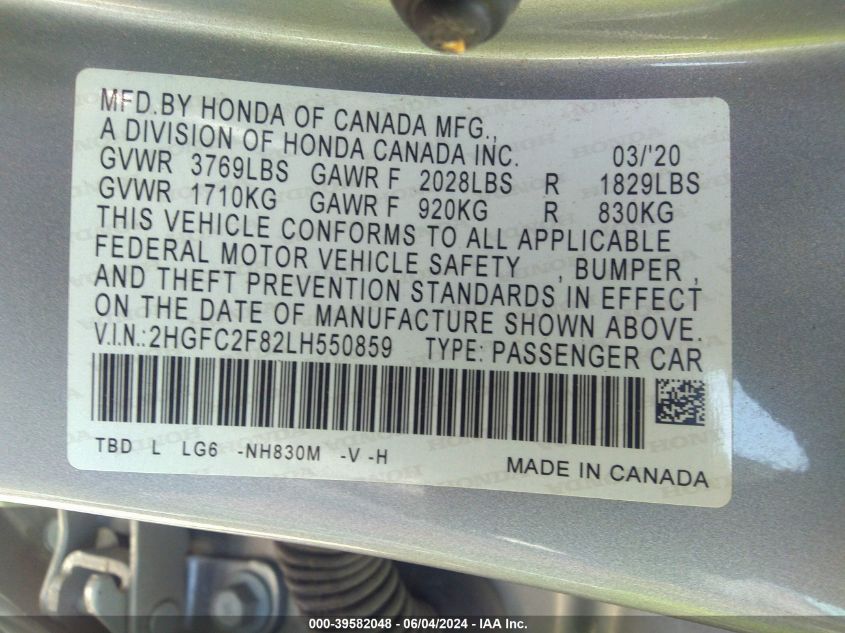 MFD.BY HONDA OF CANADA MFG.,
A DIVISION OF HONDA CANADA INC. 03/'20
GVWR 3769LBS GAWR F 2028LBS R 1829LBS
GVWR 1710KG GAWR F 920KG R 830KG
THIS VEHICLE CONFORMS TO ALL APPLICABLE
FEDERAL MOTOR VEHICLE SAFETY , BUMPER ,
AND THEFT PREVENTION STANDARDS IN EFFECT
ON THE DATE OF MANUFACTURE SHOWN ABOVE.
V.I.N.: 2HGFC2F82LH550859 TYPE: PASSENGER CAR
TBD L LG6 -NH830M -V -H
MADE IN CANADA
000-39582048 - 06/04/2024 - IAA Inc.